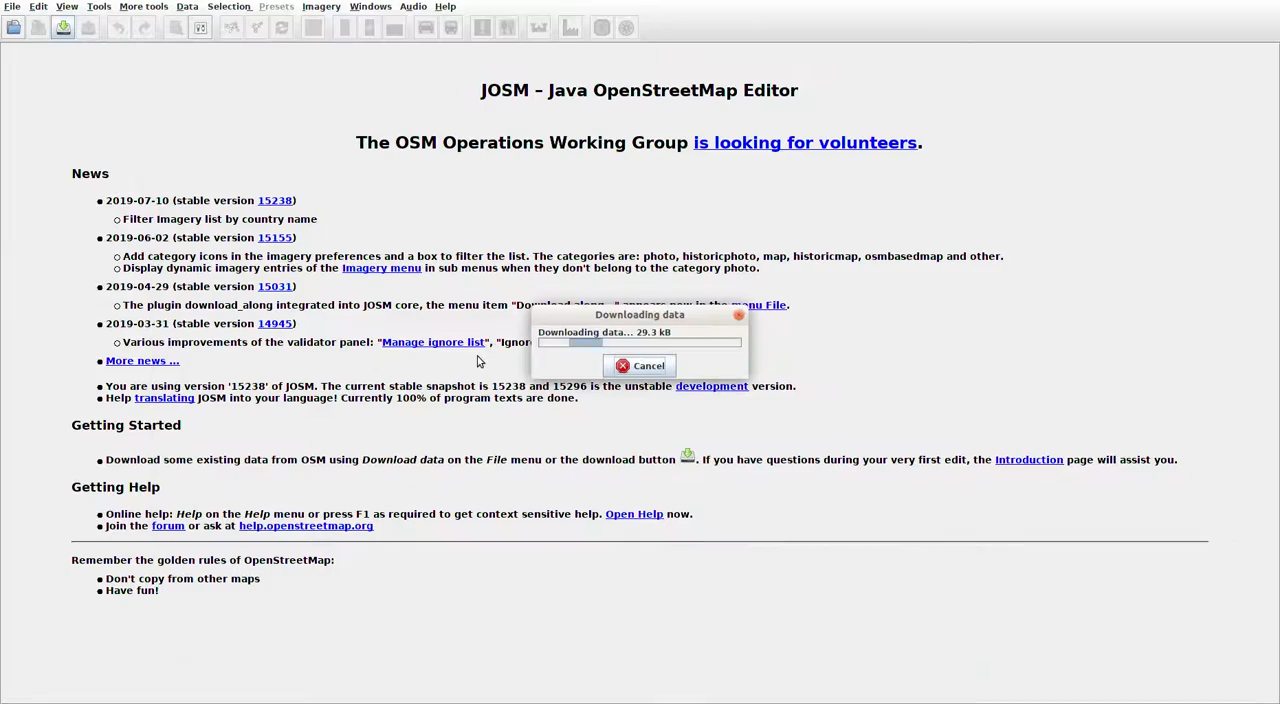 File Edit View Tools More tools Data Selection Presets Imagery Windows Audio Help
JOSM – Java OpenStreetMap Editor
The OSM Operations Working Group is looking for volunteers.
News
2019-07-10 (stable version 15238)
Filter Imagery list by country name
2019-06-02 (stable version 15155)
Add category icons in the imagery preferences and a box to filter the list. The categories are: photo, historicphoto, map, historicmap, osmbasedmap and other.
Display dynamic imagery entries of the Imagery menu in sub menus when they don't belong to the category photo.
2019-04-29 (stable version 15031)
The plugin download_along integrated into JOSM core, the menu item "Download along..." appears now in the menu File.
Downloading data
2019-03-31 (stable version 14945)
Downloading data... 29.3 kB
Various improvements of the validator panel: "Manage ignore list", "Ignor
More news ...
Cancel
You are using version '15238' of JOSM. The current stable snapshot is 15238 and 15296 is the unstable development version.
Help translating JOSM into your language! Currently 100% of program texts are done.
Getting Started
Download some existing data from OSM using Download data on the File menu or the download button . If you have questions during your very first edit, the Introduction page will assist you.
Getting Help
Online help: Help on the Help menu or press F1 as required to get context sensitive help. Open Help now.
Join the forum or ask at help.openstreetmap.org
Remember the golden rules of OpenStreetMap:
Don't copy from other maps
Have fun!